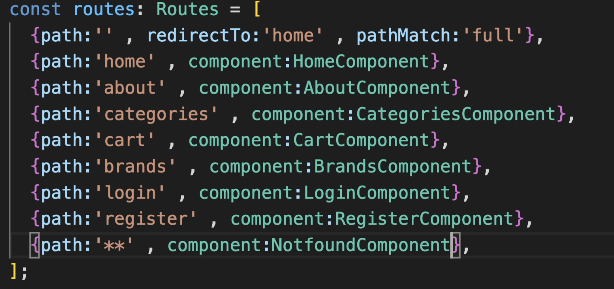 const routes: Routes = [
{path:'' , redirectTo:'home' , pathMatch:'full'},
{path:'home' , component:HomeComponent},
{path:'about' , component:AboutComponent},
{path:'categories' , component:CategoriesComponent},
{path:'cart' , component:CartComponent},
{path:'brands' , component:BrandsComponent},
{path:'login' , component:LoginComponent},
{path:'register' , component:RegisterComponent},
{path:'**' , component:NotfoundComponent},
];